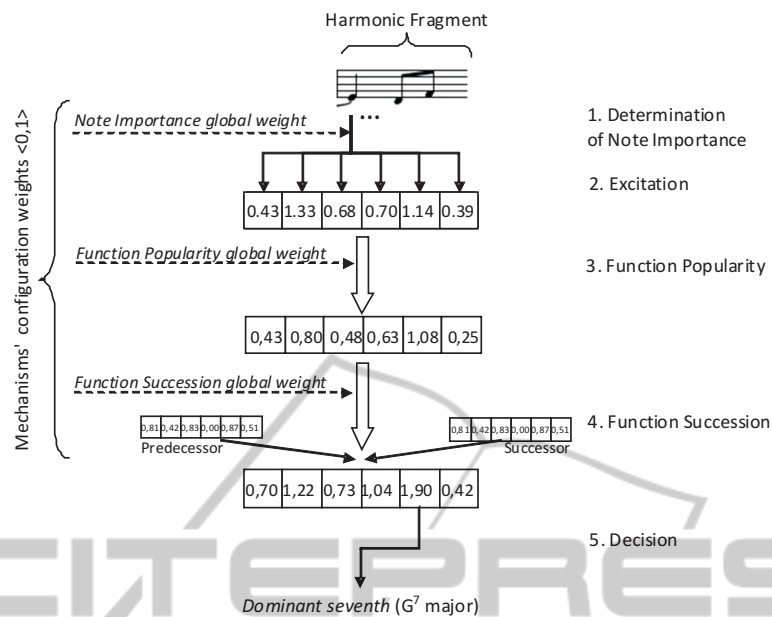 Harmonic Fragment
Mechanisms' configuration weights <0,1>
Note Importance global weight
...
1. Determination
of Note Importance
2. Excitation
0.43 1.33 0.68 0.70 1.14 0.39
Function Popularity global weight
3. Function Popularity
0,43 0,80 0,48 0,63 1,08 0,25
Function Succession global weight
4. Function Succession
0,81 0,42 0,83 0,00 0,87 0,51
Predecessor
0,81 0,42 0,83 0,00 0,87 0,51
Successor
0,70 1,22 0,73 1,04 1,90 0,42
5. Decision
Dominant seventh (G⁷ major)
CITEPRES